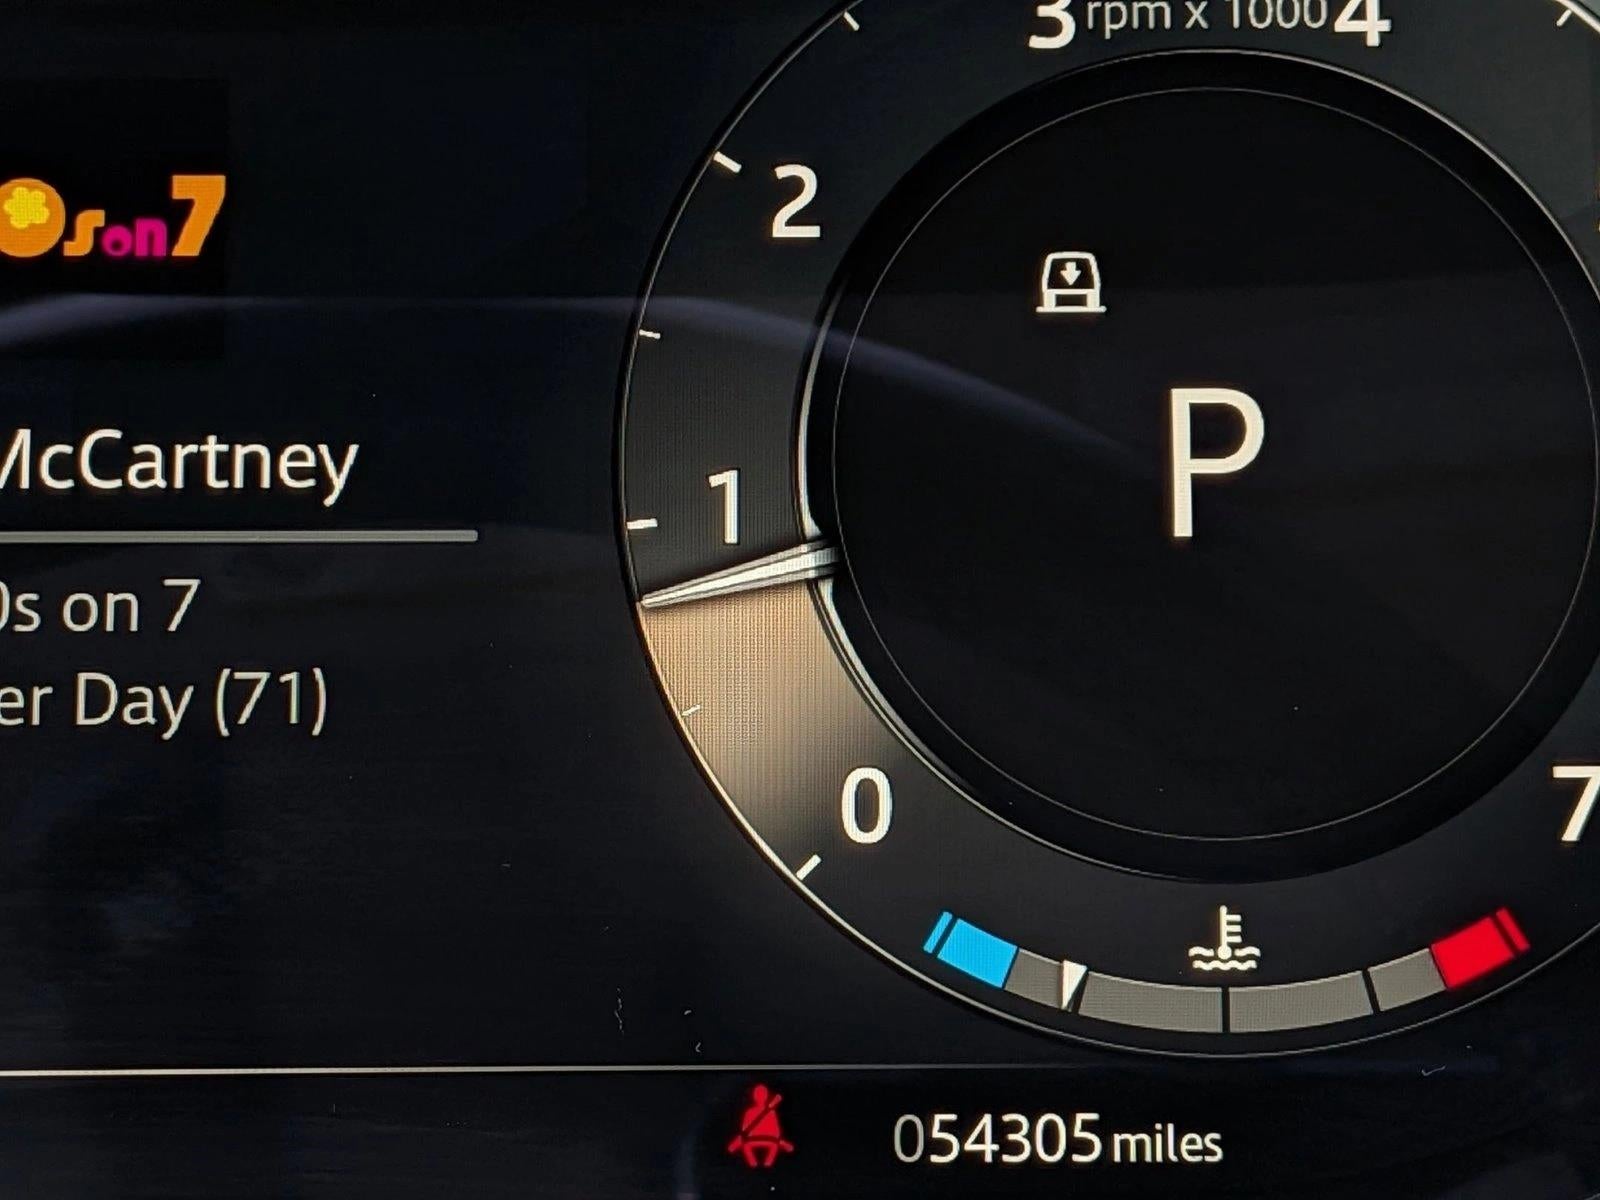 3 rpm x 1000 4
s on 7
2
McCartney
1
P
0s on 7
er Day (71)
0
7
054305 miles